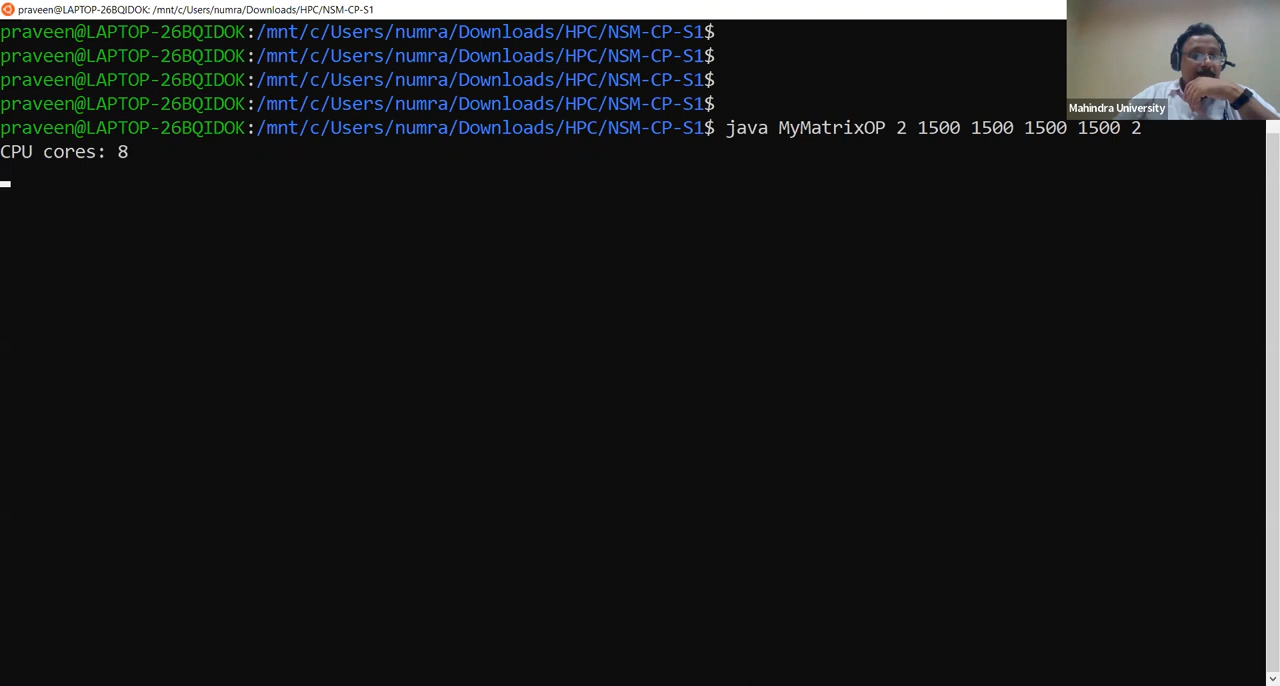 praveen@LAPTOP-26BQIDOK: /mnt/c/Users/numra/Downloads/HPC/NSM-CP-S1
praveen@LAPTOP-26BQIDOK:/mnt/c/Users/numra/Downloads/HPC/NSM-CP-S1$
praveen@LAPTOP-26BQIDOK:/mnt/c/Users/numra/Downloads/HPC/NSM-CP-S1$
praveen@LAPTOP-26BQIDOK:/mnt/c/Users/numra/Downloads/HPC/NSM-CP-S1$
praveen@LAPTOP-26BQIDOK:/mnt/c/Users/numra/Downloads/HPC/NSM-CP-S1$
Mahindra University
praveen@LAPTOP-26BQIDOK:/mnt/c/Users/numra/Downloads/HPC/NSM-CP-S1$ java MyMatrixOP 2 1500 1500 1500 1500 2
CPU cores: 8